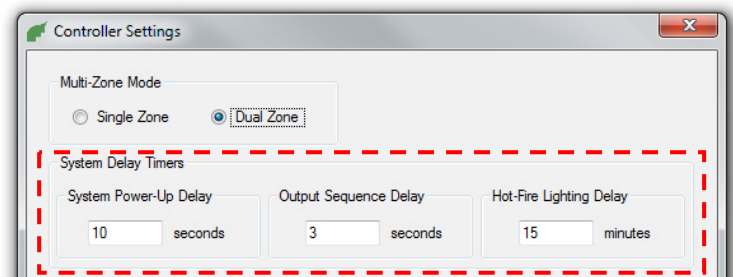 Controller Settings
Multi-Zone Mode
Single Zone Dual Zone
System Delay Timers
System Power-Up Delay Output Sequence Delay Hot-Fire Lighting Delay
10 seconds 3 seconds 15 minutes